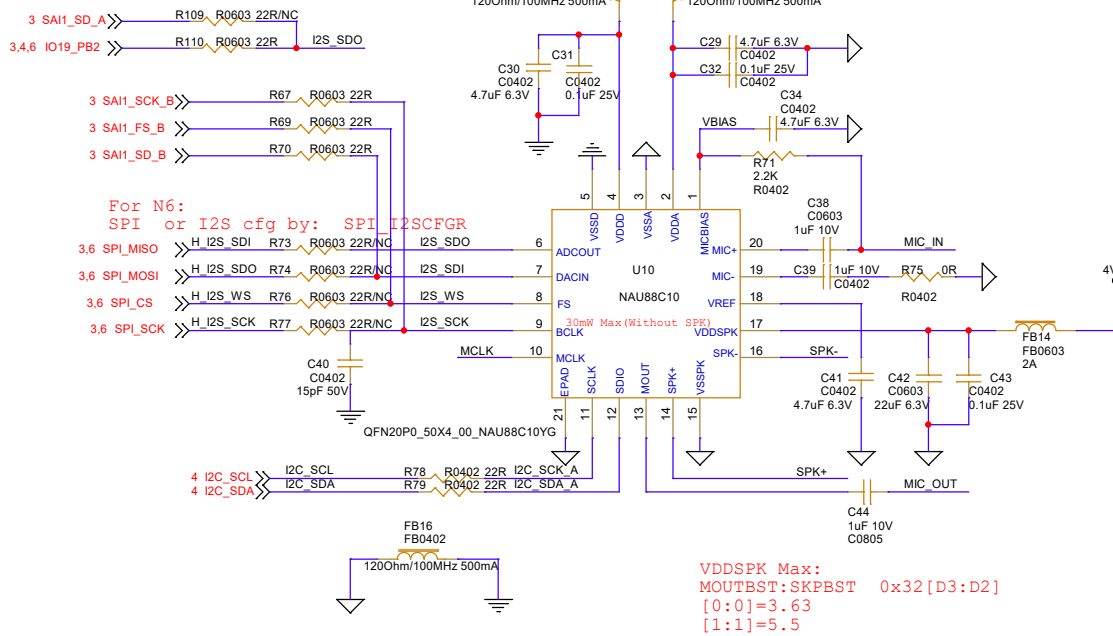 120Ohm/100MHz 500mA
120Ohm/100MHz 500mA
3 SAI1_SD_A
R109
R0603
22R/NC
3,4,6 IO19_PB2
R110
R0603
22R
I2S_SDO
C30
C0402
4.7uF 6.3V
C31
C0402
0.1uF 25V
C29
4.7uF 6.3V
C0402
C32
0.1uF 25V
C0402
3 SAI1_SCK_B
R67
R0603
22R
3 SAI1_FS_B
R69
R0603
22R
3 SAI1_SD_B
R70
R0603
22R
VBIAS
C34
C0402
4.7uF 6.3V
R71
2.2K
R0402
For N6:
SPI or I2S cfg by: SPI_I2SCFGR
3,6 SPI_MISO
H_I2S_SDI
R73
R0603
22R/NC
I2S_SDO
3,6 SPI_MOSI
H_I2S_SDO
R74
R0603
22R/NC
I2S_SDI
3,6 SPI_CS
H_I2S_WS
R76
R0603
22R/NC
I2S_WS
3,6 SPI_SCK
H_I2S_SCK
R77
R0603
22R/NC
I2S_SCK
C40
C0402
15pF 50V
MCLK
5
4
3
2
1
VSSD
VDDD
VSSA
VDDA
MICBIAS
6
ADCOUT
7
DACIN
8
FS
9
BCLK
10
MCLK
U10
NAU88C10
30mW Max(Without SPK)
MIC+
20
MIC-
19
VREF
18
VDDSPK
17
SPK-
16
EPAD
SCLK
SDIO
MOUT
SPK+
VSSPK
21
11
12
13
14
15
QFN20P0_50X4_00_NAU88C10YG
C38
C0603
1uF 10V
MIC_IN
C39
1uF 10V
C0402
R75
0R
R0402
SPK-
4V
FB14
FB0603
2A
C41
C0402
4.7uF 6.3V
C42
C0603
22uF 6.3V
C43
C0402
0.1uF 25V
4 I2C_SCL
I2C_SCL
R78
R0402
22R
I2C_SCK_A
4 I2C_SDA
I2C_SDA
R79
R0402
22R
I2C_SDA_A
SPK+
MIC_OUT
C44
1uF 10V
C0805
FB16
FB0402
120Ohm/100MHz 500mA
VDDSPK Max:
MOUTBST:SKPBST 0x32[D3:D2]
[0:0]=3.63
[1:1]=5.5